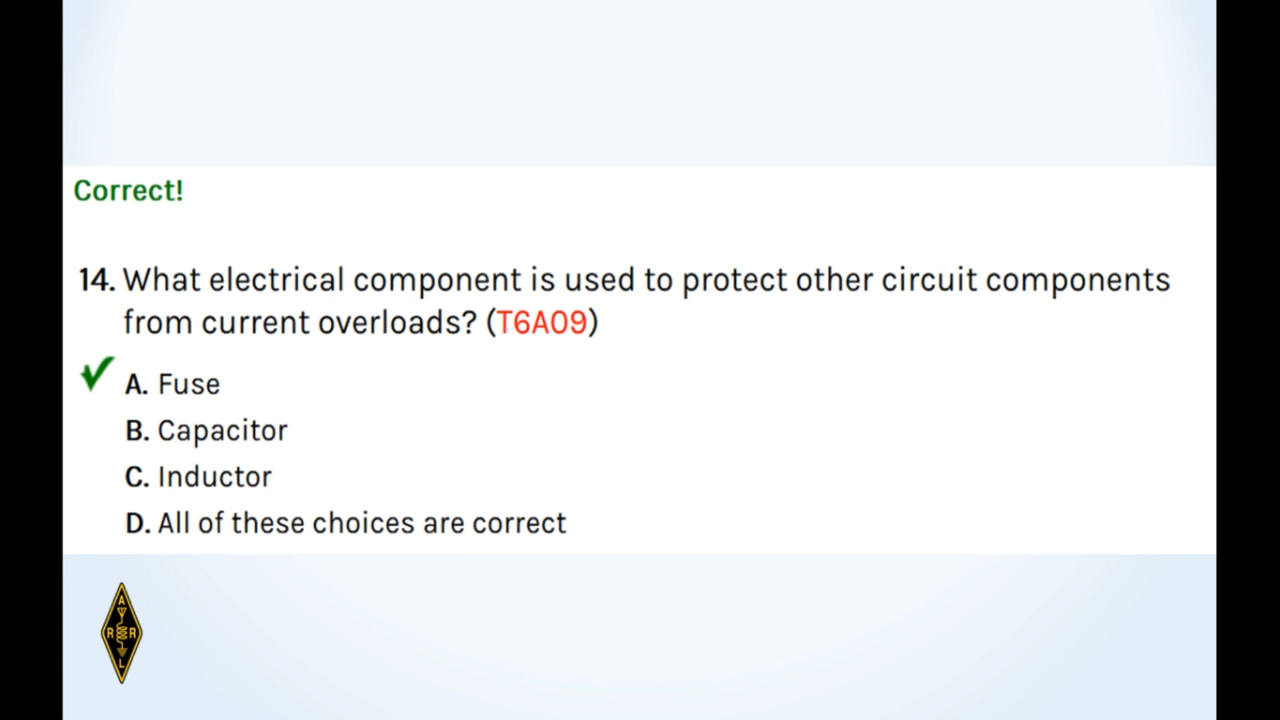 Correct!
14. What electrical component is used to protect other circuit components
from current overloads? (T6A09)
A. Fuse
B. Capacitor
C. Inductor
D. All of these choices are correct
A
R R
L